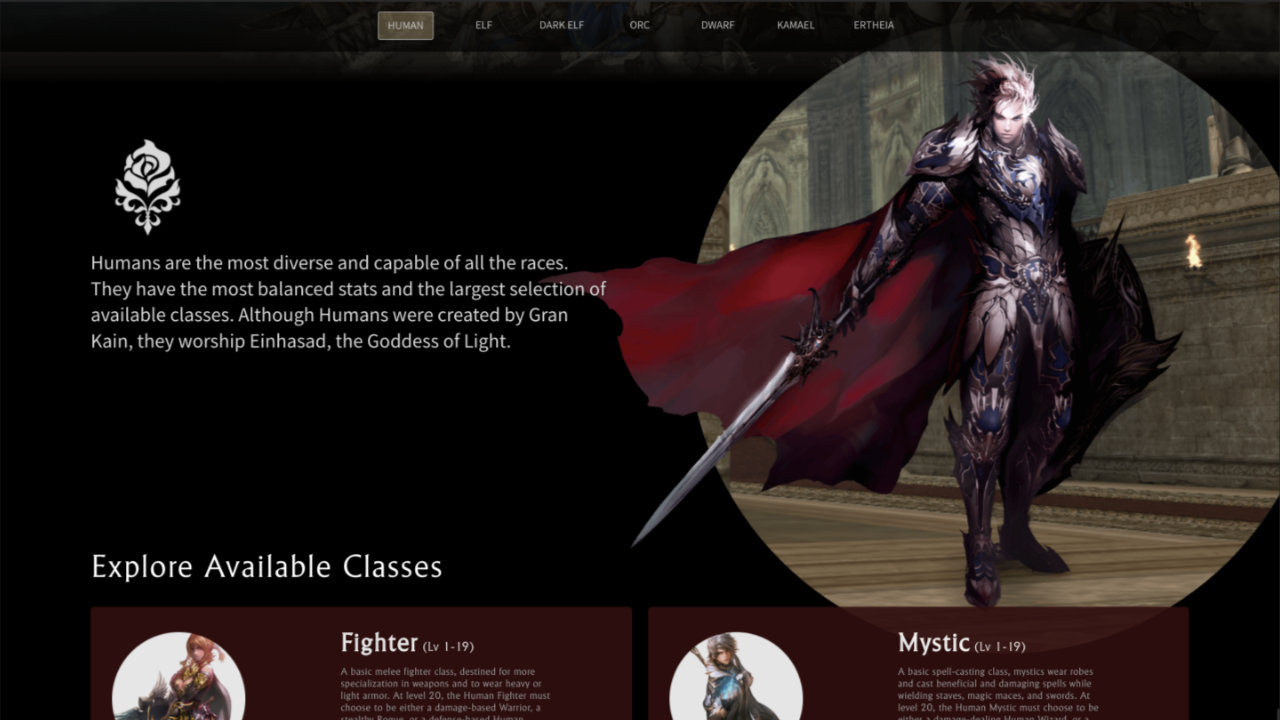 HUMAN ELF DARK ELF ORC DWARF KAMAEL ERTHEIA
Humans are the most diverse and capable of all the races.
They have the most balanced stats and the largest selection of
available classes. Although Humans were created by Gran
Kain, they worship Einhasad, the Goddess of Light.
Explore Available Classes
Fighter (Lv 1-19)
A basic melee fighter class, destined for more
specialization in weapons and to wear heavy or
light armor. At level 20, the Human Fighter must
choose to be either a damage-based Warrior, a
stealthy Rogue, or a defense-based Human
Mystic (Lv 1-19)
A basic spell-casting class, mystics wear robes
and cast beneficial and damaging spells while
wielding staves, magic maces, and swords. At
level 20, the Human Mystic must choose to be
either a damage-dealing Human Wizard, or a